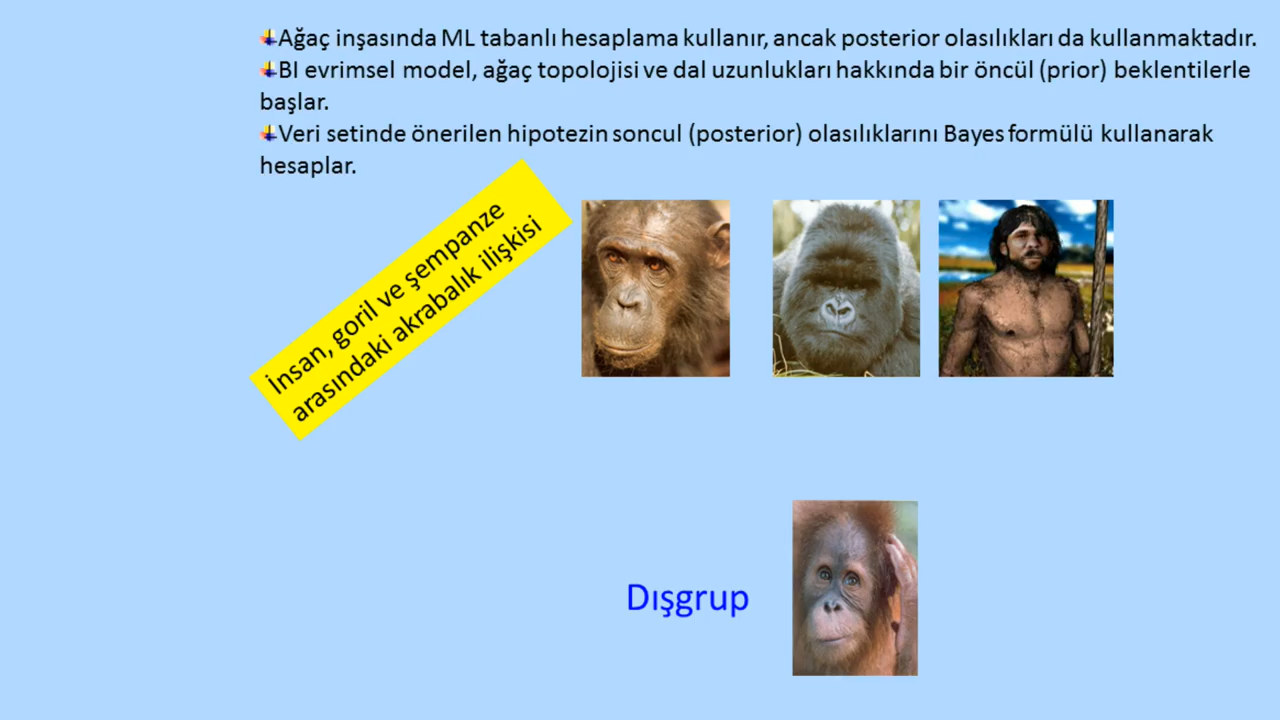 Ağaç inşasında ML tabanlı hesaplama kullanır, ancak posterior olasılıkları da kullanmaktadır.
BI evrimsel model, ağaç topolojisi ve dal uzunlukları hakkında bir öncül (prior) beklentilerle
başlar.
Veri setinde önerilen hipotezin soncul (posterior) olasılıklarını Bayes formülü kullanarak
hesaplar.
İnsan, goril ve şempanze
arasındaki akrabalık ilişkisi
Dışgrup